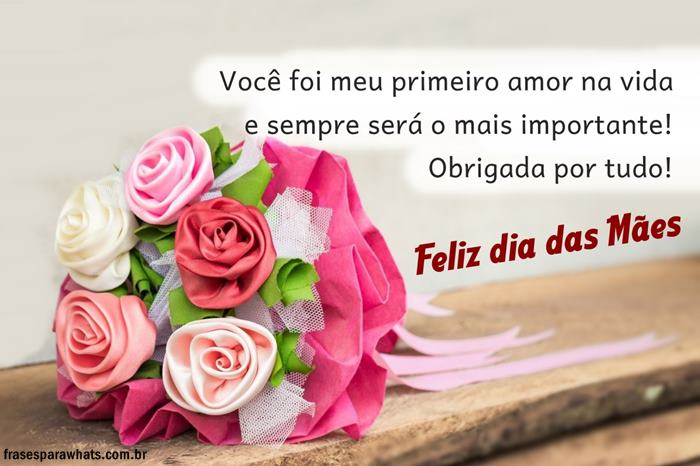 Você foi meu primeiro amor na vida
e sempre será o mais importante!
Obrigada por tudo!
Feliz dia das Mães
frasesparawhats.com.br